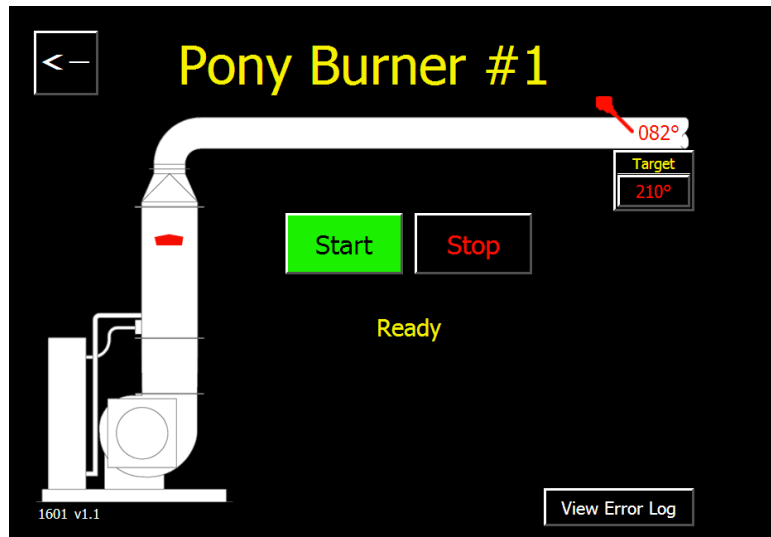 <—
Pony Burner #1
082°
Target
210°
Start
Stop
Ready
View Error Log
1601 v1.1